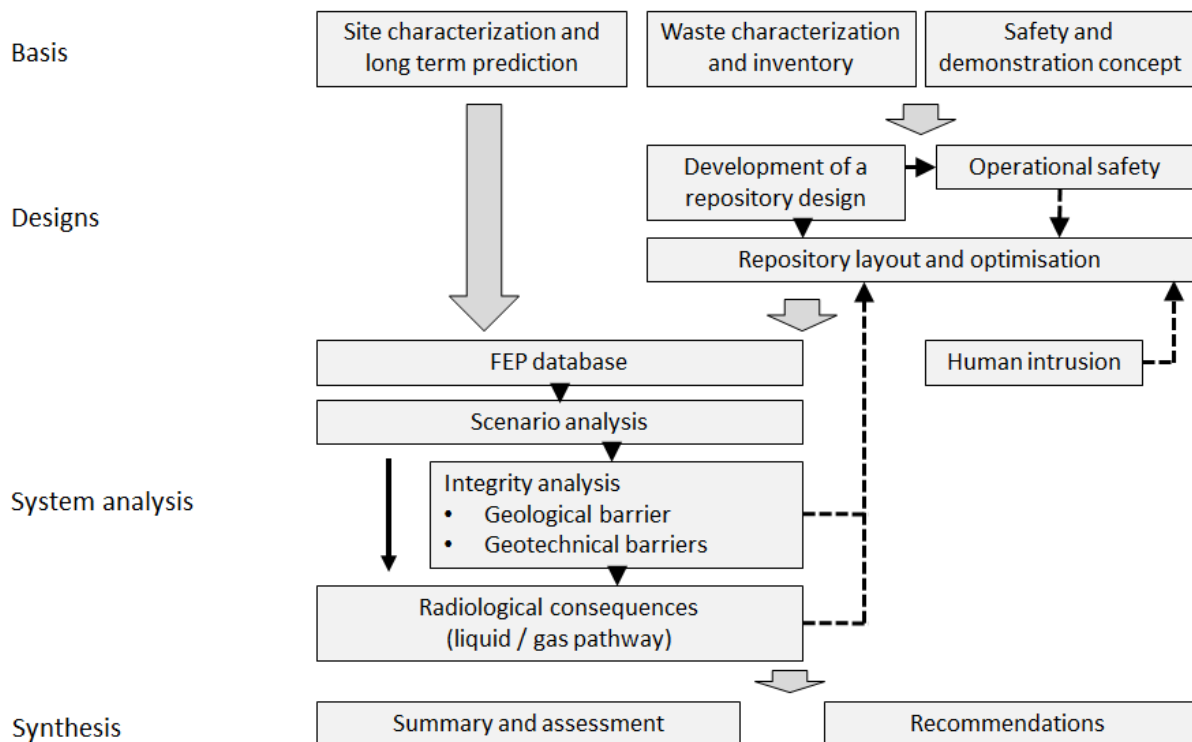 Basis
Site characterization and
long term prediction
Waste characterization
and inventory
Safety and
demonstration concept
Designs
Development of a
repository design
Operational safety
Repository layout and optimisation
Human intrusion
System analysis
FEP database
Scenario analysis
Integrity analysis
• Geological barrier
• Geotechnical barriers
Radiological consequences
(liquid / gas pathway)
Synthesis
Summary and assessment
Recommendations